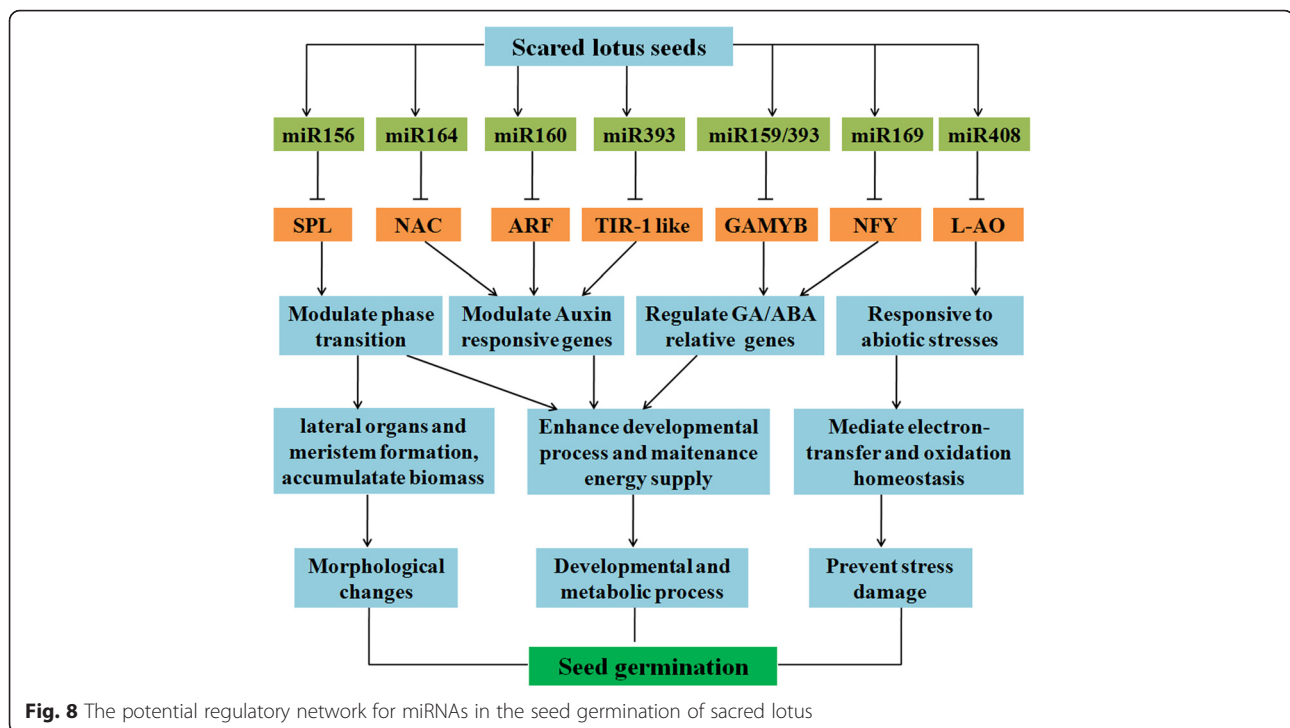 Scared lotus seeds
miR156 miR164 miR160 miR393 miR159/393 miR169 miR408
SPL NAC ARF TIR-1 like GAMYB NFY L-AO
Modulate phase
transition
Modulate Auxin
responsive genes
Regulate GA/ABA
relative genes
Responsive to
abiotic stresses
lateral organs and
meristem formation,
accumulatate biomass
Enhance developmental
process and maitenance
energy supply
Mediate electron-
transfer and oxidation
homeostasis
Morphological
changes
Developmental and
metabolic process
Prevent stress
damage
Seed germination
Fig. 8 The potential regulatory network for miRNAs in the seed germination of sacred lotus